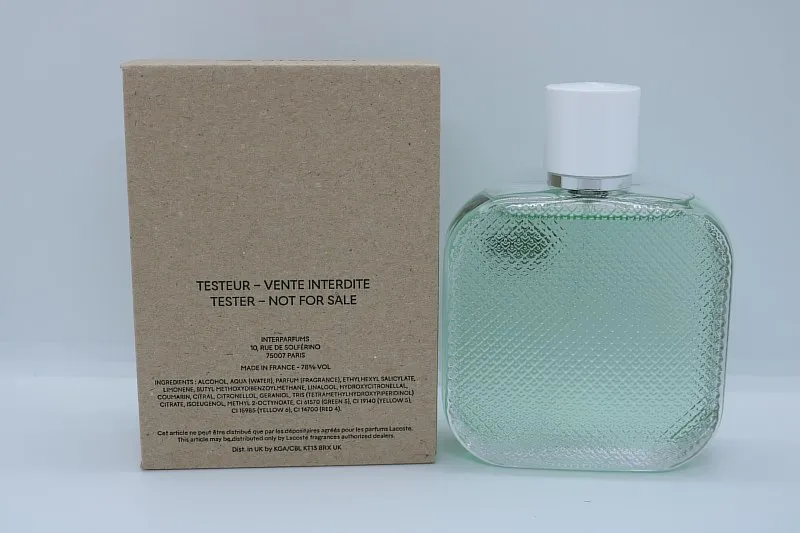 TESTEUR – VENTE INTERDITE
TESTER – NOT FOR SALE
INTERPARFUMS
10, RUE DE SOLFÉRINO
75007 PARIS
MADE IN FRANCE - 78% VOL
INGREDIENTS : ALCOHOL, AQUA (WATER), PARFUM (FRAGRANCE), ETHYLHEXYL SALICYLATE,
LIMONENE, BUTYL METHOXYDIBENZOYLMETHANE, LINALOOL, HYDROXYCITRONELLAL,
COUMARIN, CITRAL, CITRONELLOL, GERANIOL, TRIS (TETRAMETHYLHYDROXYPIPERIDINOL)
CITRATE, ISOEUGENOL, METHYL 2-OCTYNOATE, CI 61570 (GREEN 5), CI 19140 (YELLOW 5),
CI 15985 (YELLOW 6), CI 14700 (RED 4).
Cet article ne peut être distribué que par les dépositaires agréés pour les parfums Lacoste.
This article may be distributed only by Lacoste fragrances authorized dealers.
Dist. in UK by KGA/CBL KT13 BRX UK